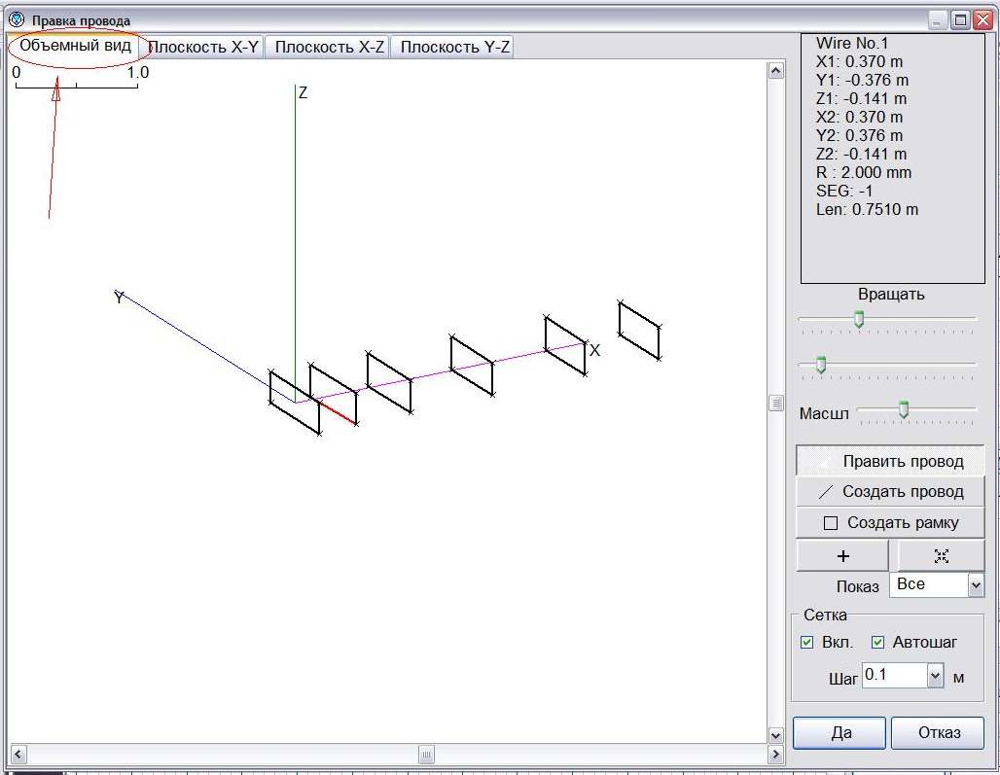 Правка провода
Объемный вид Плоскость X-Y Плоскость X-Z Плоскость Y-Z
0 1.0
Z
Y
X
Wire No.1
X1: 0.370 m
Y1: -0.376 m
Z1: -0.141 m
X2: 0.370 m
Y2: 0.376 m
Z2: -0.141 m
R : 2.000 mm
SEG: -1
Len: 0.7510 m
Вращать
Масшт
Править провод
Создать провод
Создать рамку
+
Показ Все
Сетка
Вкл. Автошаг
Шаг 0.1 м
Да Отказ